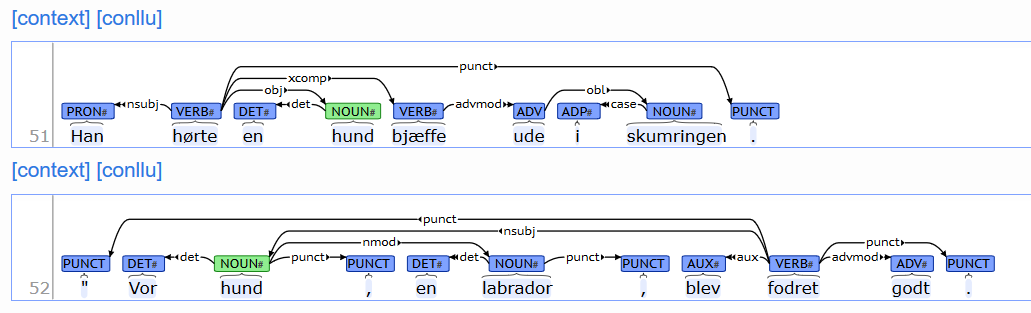 [context] [conllu]
punct
xcomp
obj
nsubj det advmod obl case
PRON# VERB# DET# NOUN# VERB# ADV ADP# NOUN# PUNCT
51 Han hørte en hund bjæffe ude i skumringen .
[context] [conllu]
punct
nsubj
nmod punct
det punct det punct aux advmod
PUNCT DET# NOUN# PUNCT DET# NOUN# PUNCT AUX# VERB# ADV# PUNCT
52 " Vor hund , en labrador , blev fodret godt .